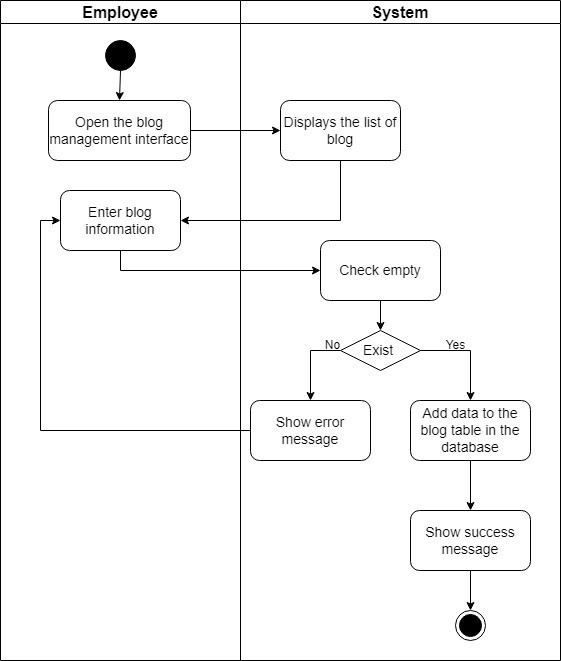 Employee
System
Open the blog
management interface
Displays the list of
blog
Enter blog
information
Check empty
No
Exist
Yes
Show error
message
Add data to the
blog table in the
database
Show success
message